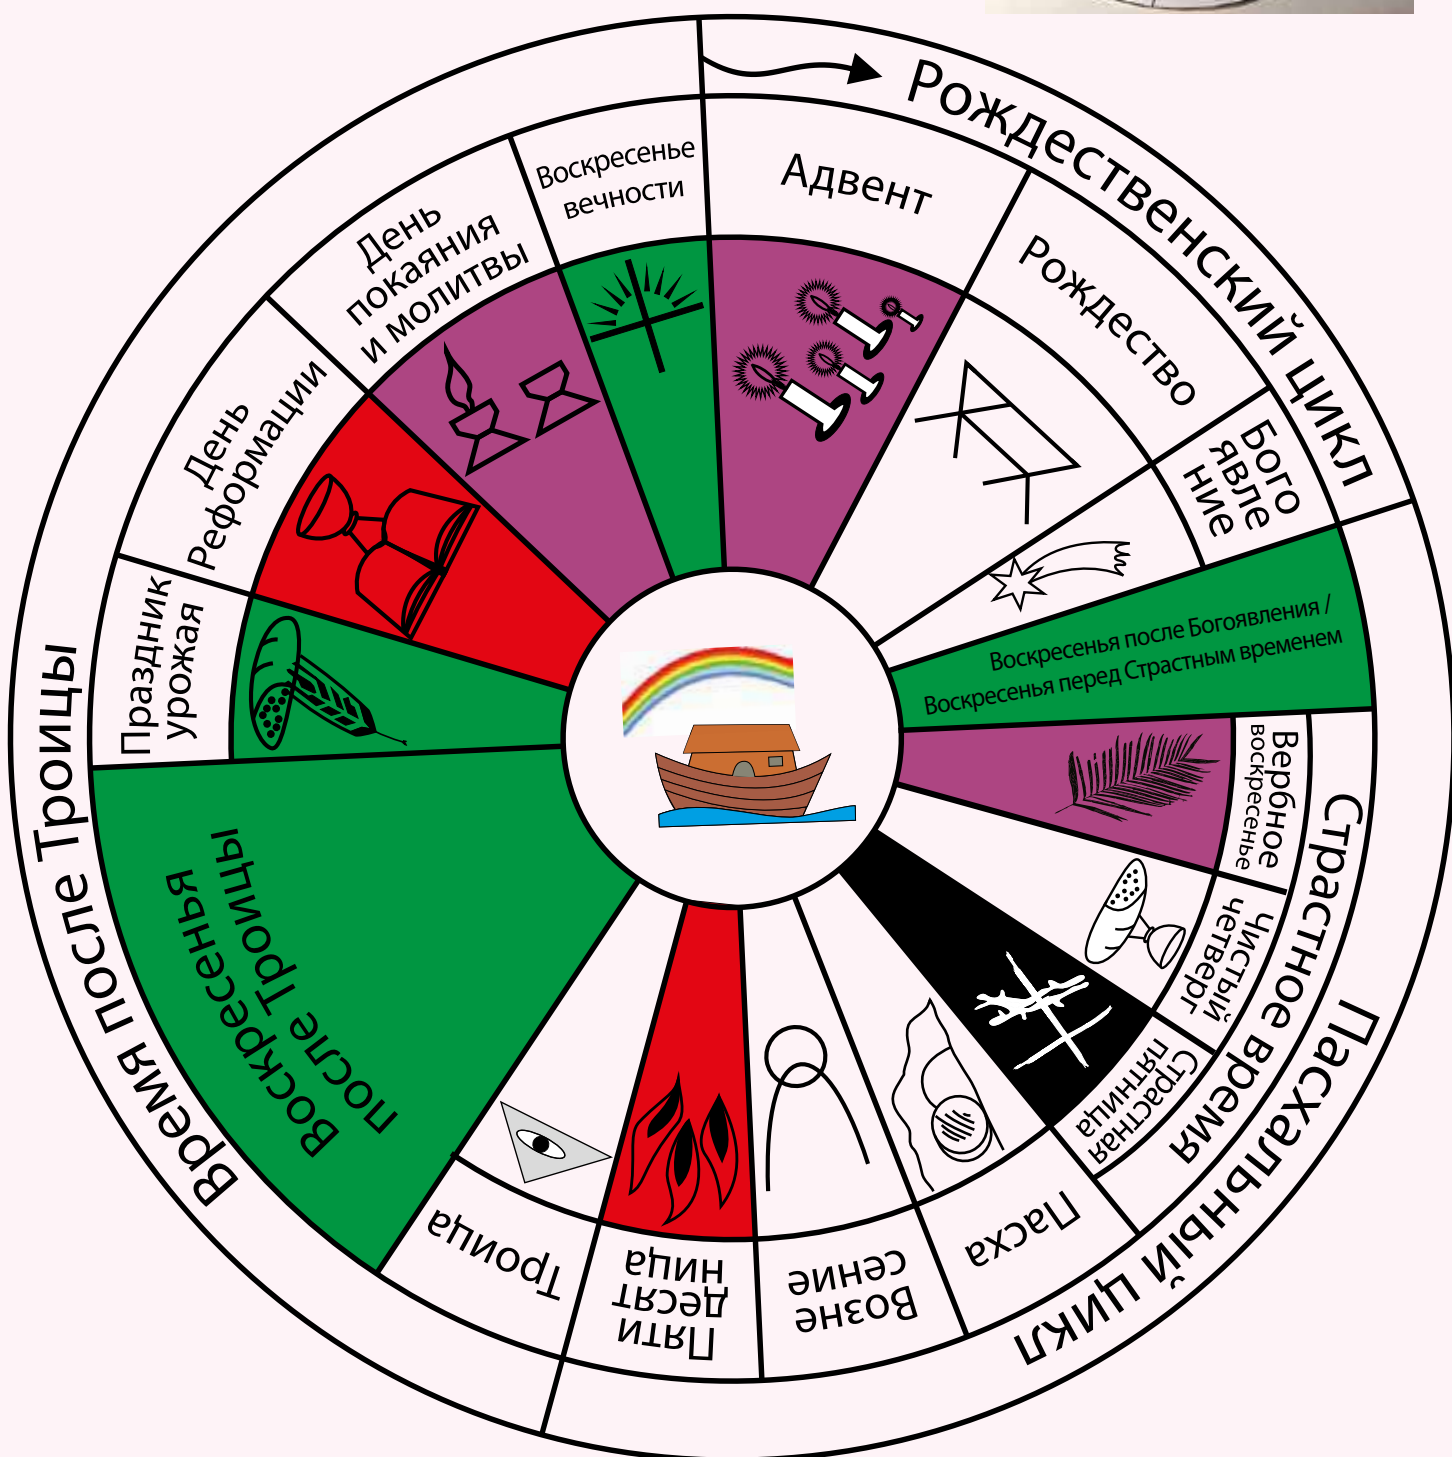 Рождественский цикл
Адвент
Рождество
Бого
явле
ние
Воскресенья после Богоявления /
Воскресенья перед Страстным временем
Пасхальный цикл
Страстное время
Вербное
воскресенье
Чистый
четверг
Страстная
пятница
Пасха
Возне
сение
Пяти
десят
ница
Время после Троицы
Троица
Воскресенья
после Троицы
Праздник
урожая
День
Реформации
День
покаяния
и молитвы
Воскресенье
вечности